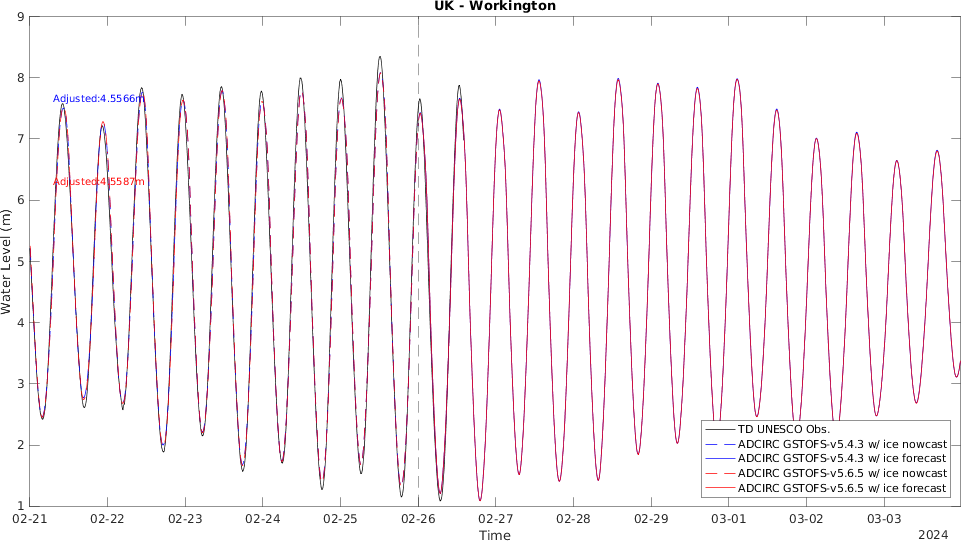 UK - Workington
9
8
7
6
5
4
3
2
1
Water Level (m)
Adjusted:4.5566m
Adjusted:4.5587m
TD UNESCO Obs.
ADCIRC GSTOFS-v5.4.3 w/ ice nowcast
ADCIRC GSTOFS-v5.4.3 w/ ice forecast
ADCIRC GSTOFS-v5.6.5 w/ ice nowcast
ADCIRC GSTOFS-v5.6.5 w/ ice forecast
02-21 02-22 02-23 02-24 02-25 02-26 02-27 02-28 02-29 03-01 03-02 03-03
Time
2024